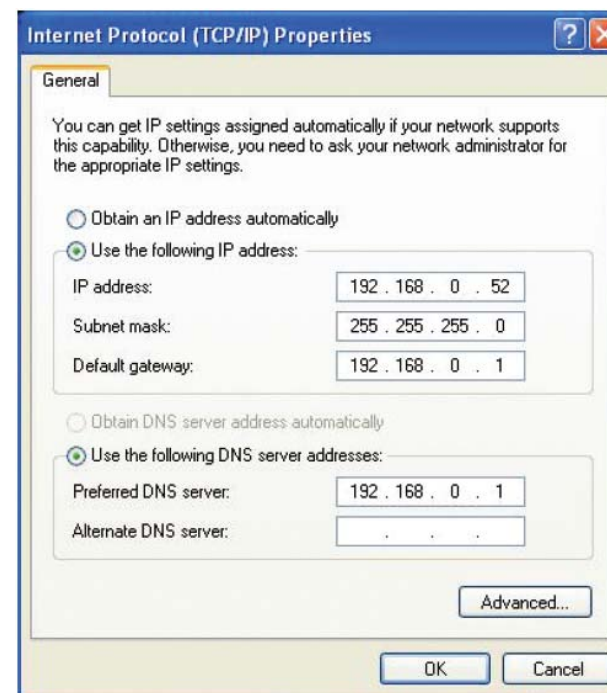 Internet Protocol (TCP/IP) Properties
General
You can get IP settings assigned automatically if your network supports
this capability. Otherwise, you need to ask your network administrator for
the appropriate IP settings.
Obtain an IP address automatically
Use the following IP address:
IP address: 192 . 168 . 0 . 52
Subnet mask: 255 . 255 . 255 . 0
Default gateway: 192 . 168 . 0 . 1
Obtain DNS server address automatically
Use the following DNS server addresses:
Preferred DNS server: 192 . 168 . 0 . 1
Alternate DNS server: . . .
Advanced...
OK Cancel